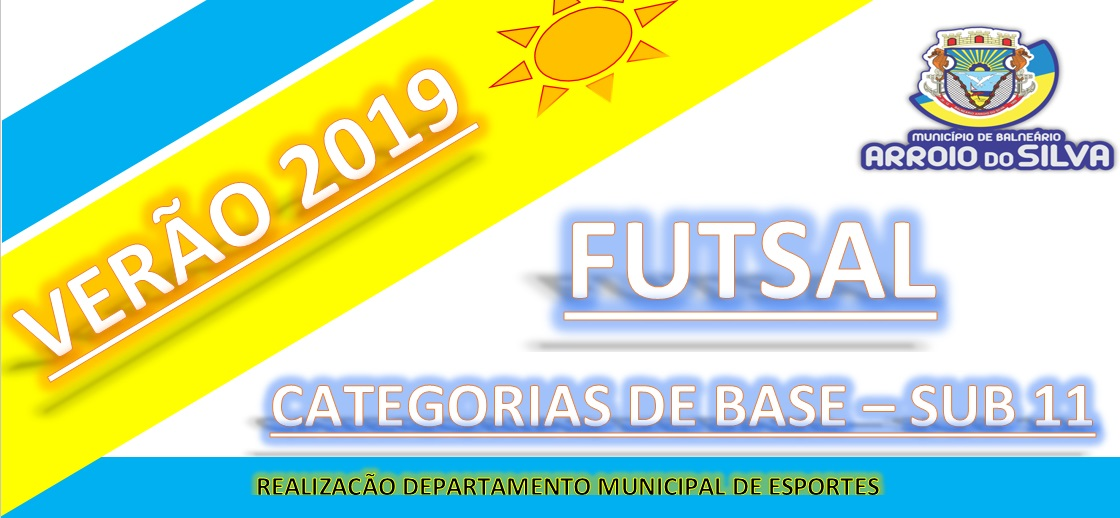 VERÃO 2019
MUNICÍPIO DE BALNEÁRIO
ARROIO DO SILVA
FUTSAL
CATEGORIAS DE BASE – SUB 11
REALIZAÇÃO DEPARTAMENTO MUNICIPAL DE ESPORTES